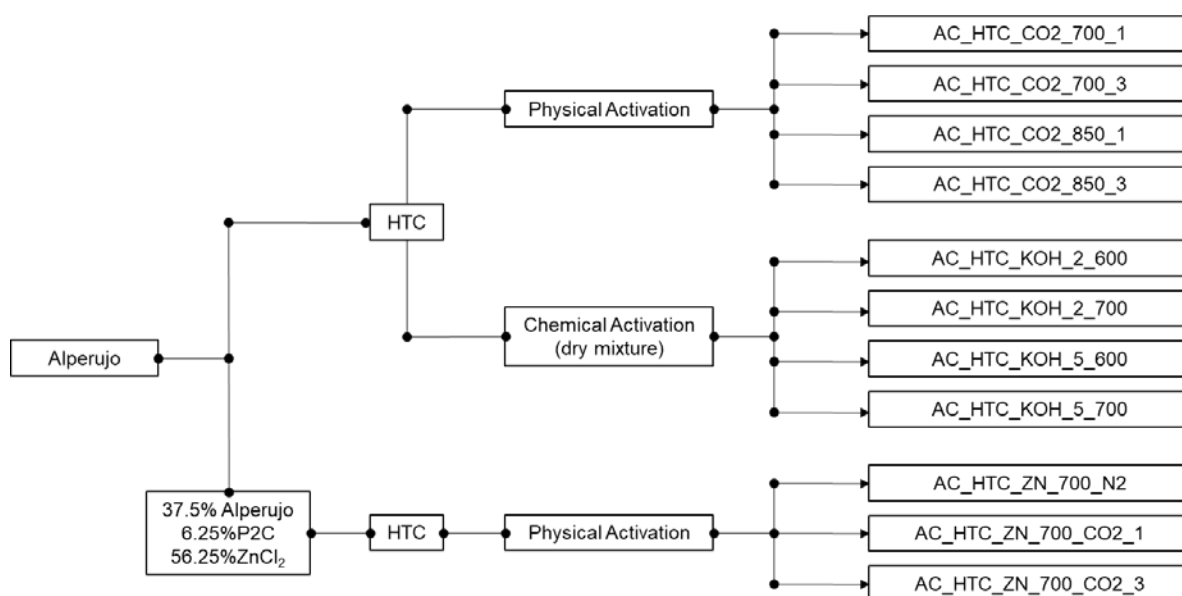 AC_HTC_CO2_700_1
AC_HTC_CO2_700_3
Physical Activation
AC_HTC_CO2_850_1
AC_HTC_CO2_850_3
HTC
AC_HTC_KOH_2_600
AC_HTC_KOH_2_700
Chemical Activation
(dry mixture)
AC_HTC_KOH_5_600
AC_HTC_KOH_5_700
Alperujo
37.5% Alperujo
6.25%P2C
56.25%ZnCl₂
HTC
Physical Activation
AC_HTC_ZN_700_N2
AC_HTC_ZN_700_CO2_1
AC_HTC_ZN_700_CO2_3